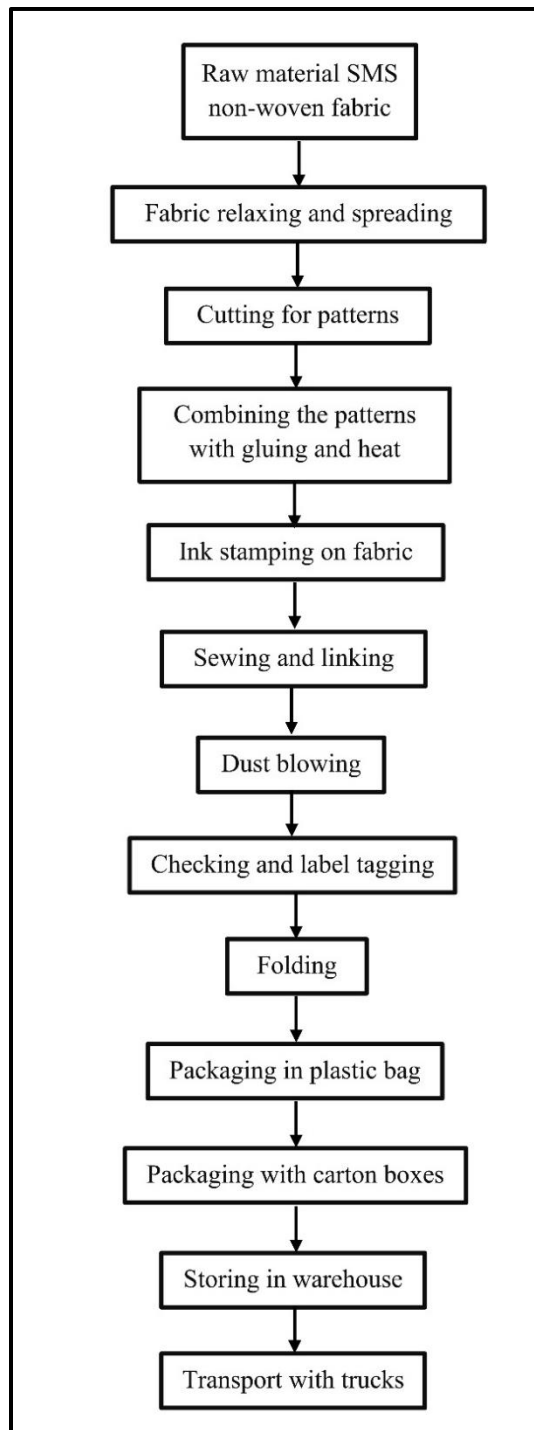 Raw material SMS
non-woven fabric
Fabric relaxing and spreading
Cutting for patterns
Combining the patterns
with gluing and heat
Ink stamping on fabric
Sewing and linking
Dust blowing
Checking and label tagging
Folding
Packaging in plastic bag
Packaging with carton boxes
Storing in warehouse
Transport with trucks